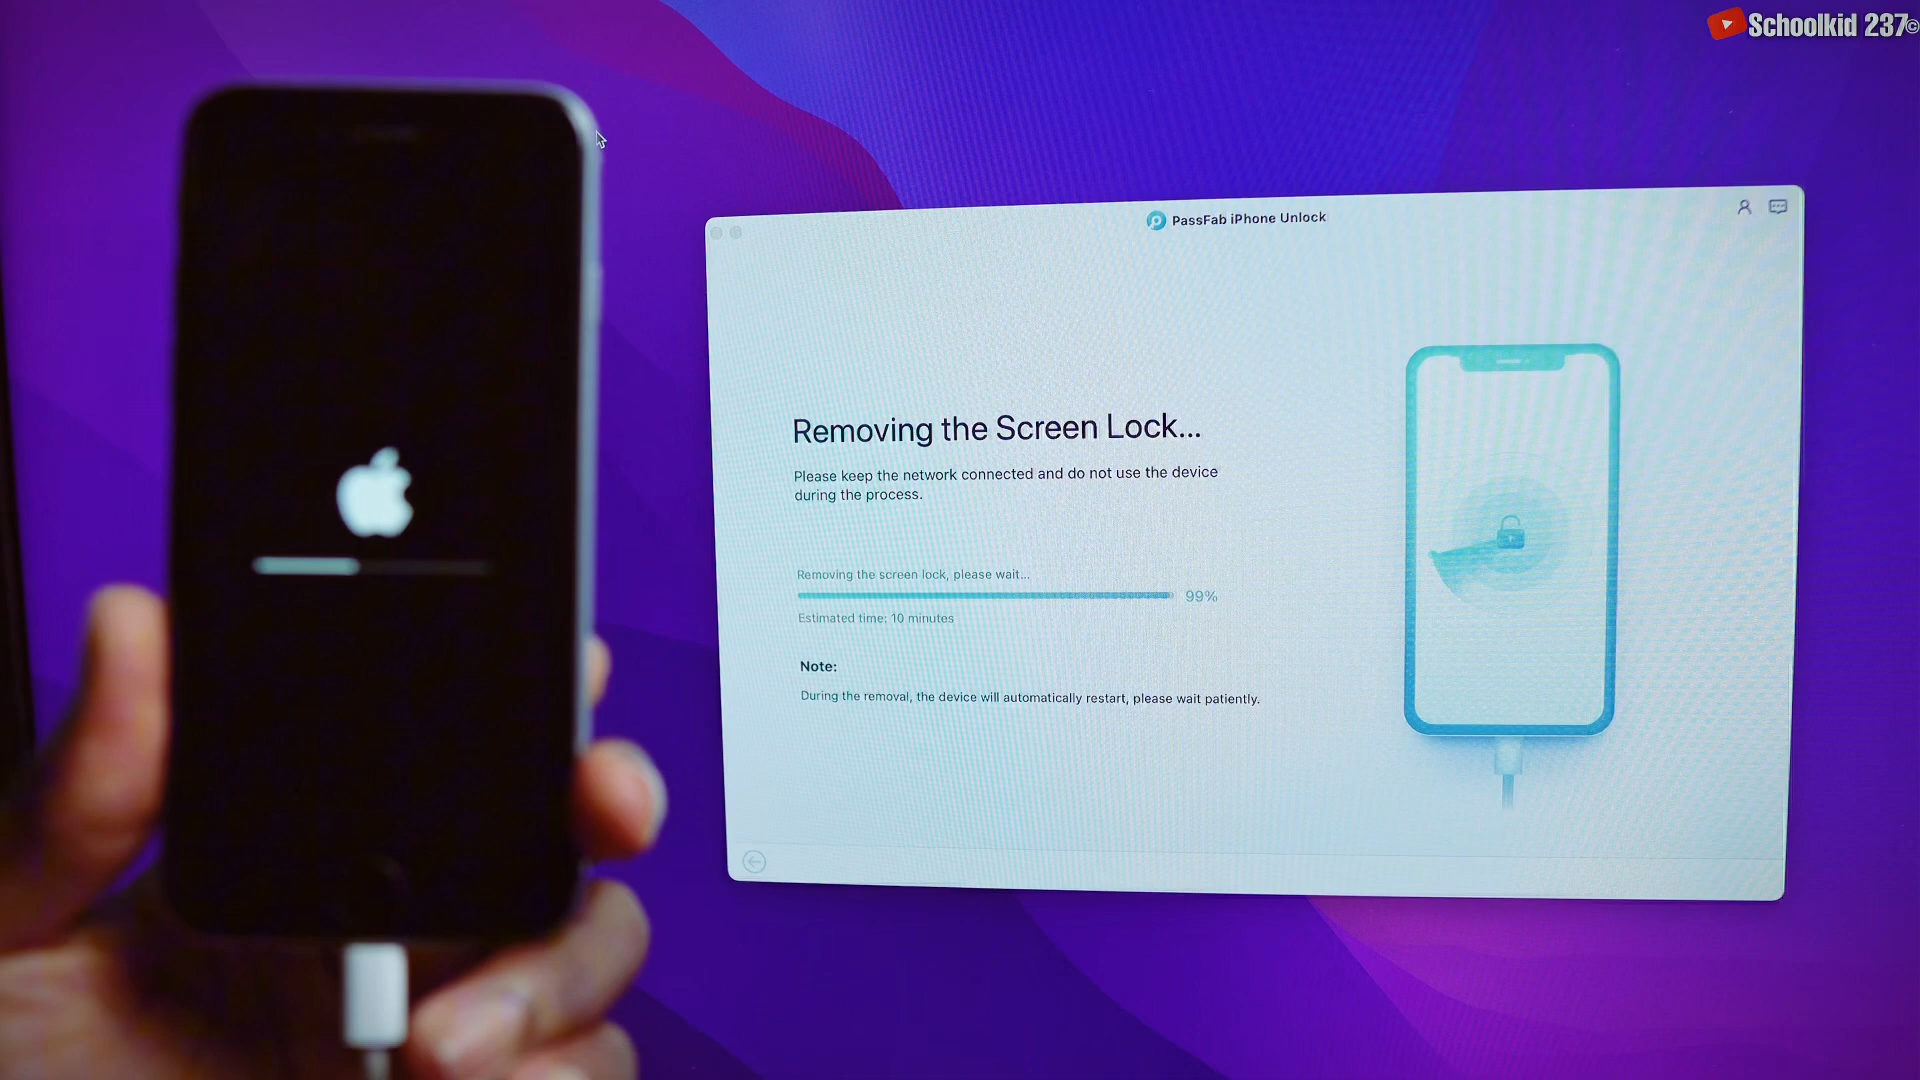 Schoolkid 237©
PassFab iPhone Unlock
Removing the Screen Lock...
Please keep the network connected and do not use the device
during the process.
Removing the screen lock, please wait...
99%
Estimated time: 10 minutes
Note:
During the removal, the device will automatically restart, please wait patiently.